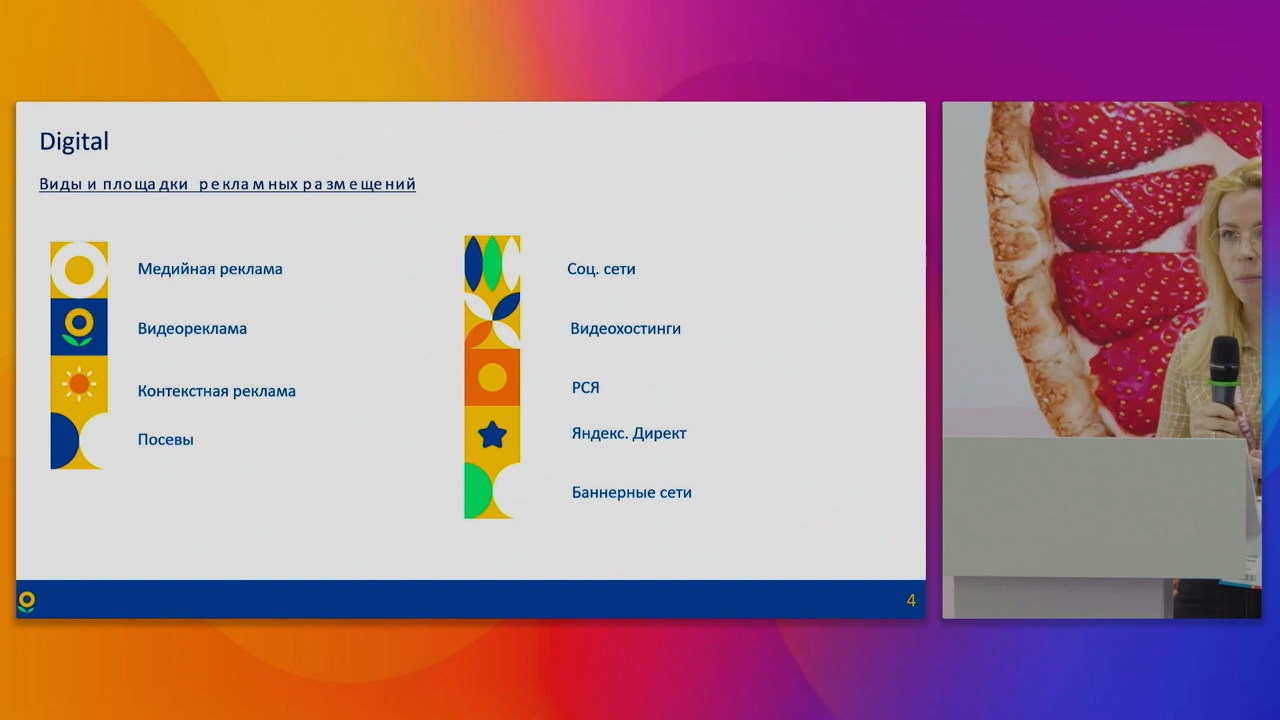 Digital
Виды и площадки рекламных размещений
Медийная реклама
Видеореклама
Контекстная реклама
Посевы
Соц. сети
Видеохостинги
РСЯ
Яндекс. Директ
Баннерные сети
4